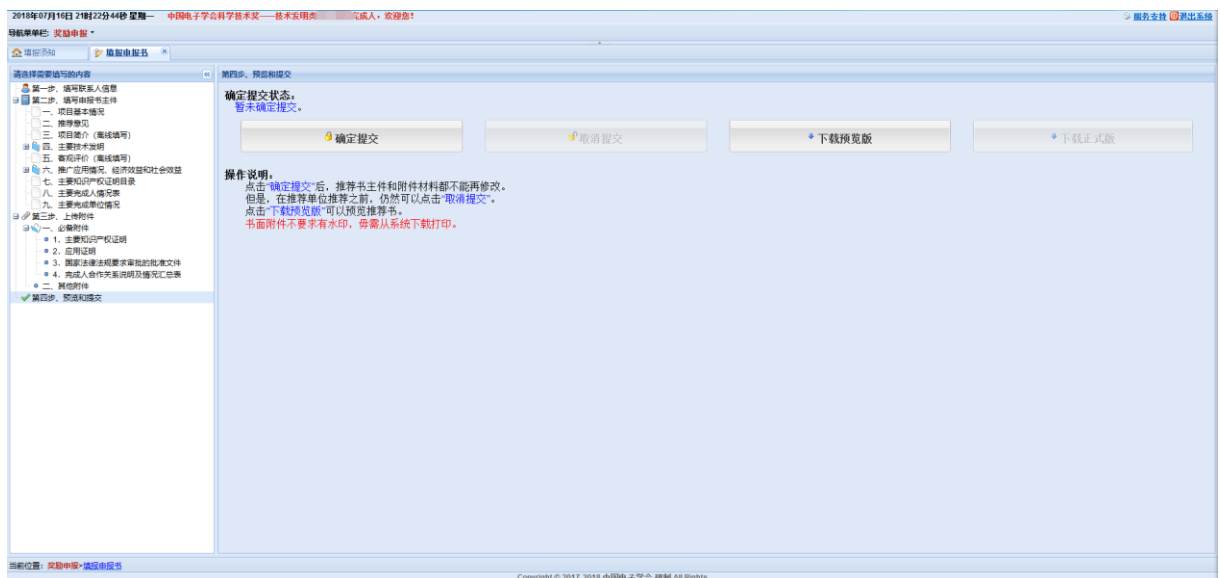 2018年07月16日 21时22分44秒 星期一 中国电子学会科学技术奖——技术发明类 完成人,欢迎您!
服务支持 退出系统
导航菜单栏: 奖励申报
填报须知 填报申报书
请选择需要填写的内容
第一步、填写联系人信息
第二步、填写申报书主件
一、项目基本情况
二、推荐意见
三、项目简介(离线填写)
四、主要技术发明
五、客观评价(离线填写)
六、推广应用情况、经济效益和社会效益
七、主要知识产权证明目录
八、主要完成人情况表
九、主要完成单位情况
第三步、上传附件
一、必备附件
1、主要知识产权证明
2、应用证明
3、国家法律法规要求审批的批准文件
4、完成人合作关系说明及情况汇总表
二、其他附件
第四步、预览和提交
第四步、预览和提交
确定提交状态:
暂未确定提交。
确定提交 取消提交 下载预览版 下载正式版
操作说明:
点击"确定提交"后,推荐书主件和附件材料都不能再修改。
但是,在推荐单位推荐之前,仍然可以点击"取消提交"。
点击"下载预览版"可以预览推荐书。
书面附件不要求有水印,毋需从系统下载打印。
当前位置: 奖励申报>填报申报书
Copyright © 2017-2018 中国电子学会 研制 All Rights